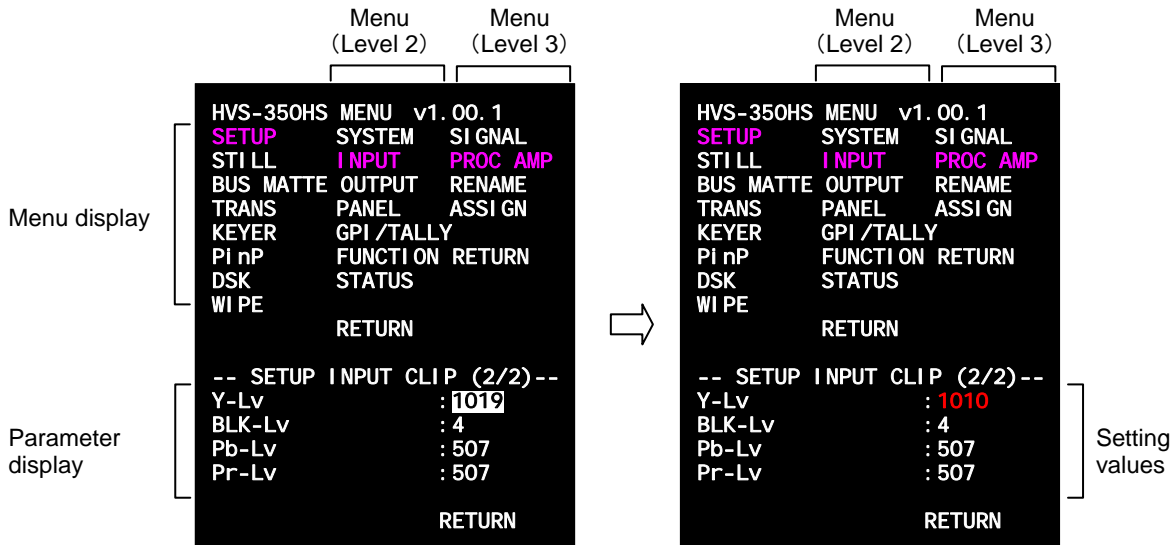 Menu
(Level 2)
Menu
(Level 3)
Menu
(Level 2)
Menu
(Level 3)
Menu display
HVS-350HS MENU v1.00.1
SETUP SYSTEM SIGNAL
STILL INPUT PROC AMP
BUS MATTE OUTPUT RENAME
TRANS PANEL ASSIGN
KEYER GPI/TALLY
PinP FUNCTION RETURN
DSK STATUS
WIPE
RETURN
Parameter
display
-- SETUP INPUT CLIP (2/2)--
Y-Lv :1019
BLK-Lv :4
Pb-Lv :507
Pr-Lv :507
RETURN
HVS-350HS MENU v1.00.1
SETUP SYSTEM SIGNAL
STILL INPUT PROC AMP
BUS MATTE OUTPUT RENAME
TRANS PANEL ASSIGN
KEYER GPI/TALLY
PinP FUNCTION RETURN
DSK STATUS
WIPE
RETURN
-- SETUP INPUT CLIP (2/2)--
Y-Lv :1010
BLK-Lv :4
Pb-Lv :507
Pr-Lv :507
RETURN
Setting
values